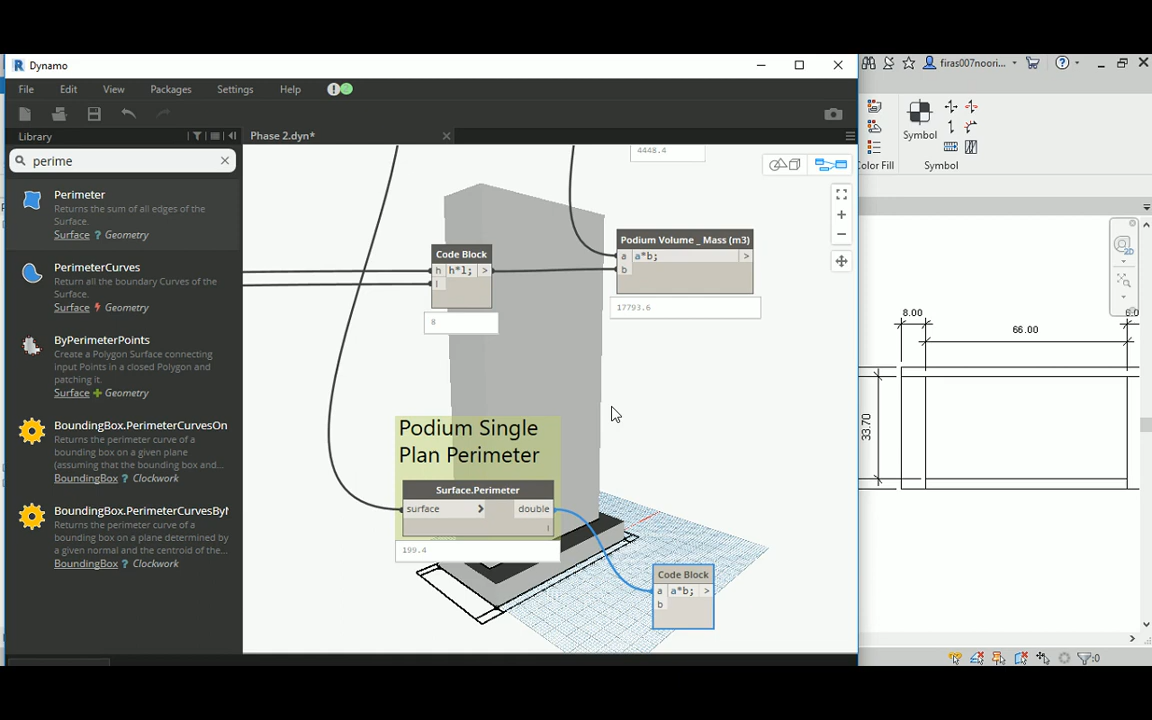 Dynamo
firas007noori...
File Edit View Packages Settings Help
Library
Phase 2.dyn*
perime
Perimeter
Returns the sum of all edges of the
Surface.
Surface ? Geometry
PerimeterCurves
Return all the boundary Curves of the
Surface.
Surface Geometry
ByPerimeterPoints
Create a Polygon Surface connecting
input Points in a closed Polygon and
patching it.
Surface + Geometry
BoundingBox.PerimeterCurvesOn
Returns the perimeter curve of a
bounding box on a given plane
(assuming that the bounding box and...
BoundingBox ? Clockwork
BoundingBox.PerimeterCurvesByN
Returns the perimeter curve of a
bounding box on a plane determined by
a given normal and the centroid of the...
BoundingBox ? Clockwork
4448.4
Code Block
h h*l; >
l
8
Podium Volume _ Mass (m3)
a a*b; >
b
17793.6
Podium Single
Plan Perimeter
Surface.Perimeter
surface > double
l
199.4
Code Block
a a*b; >
b
Color Fill
Symbol
Symbol
8.00
66.00
33.70
:0